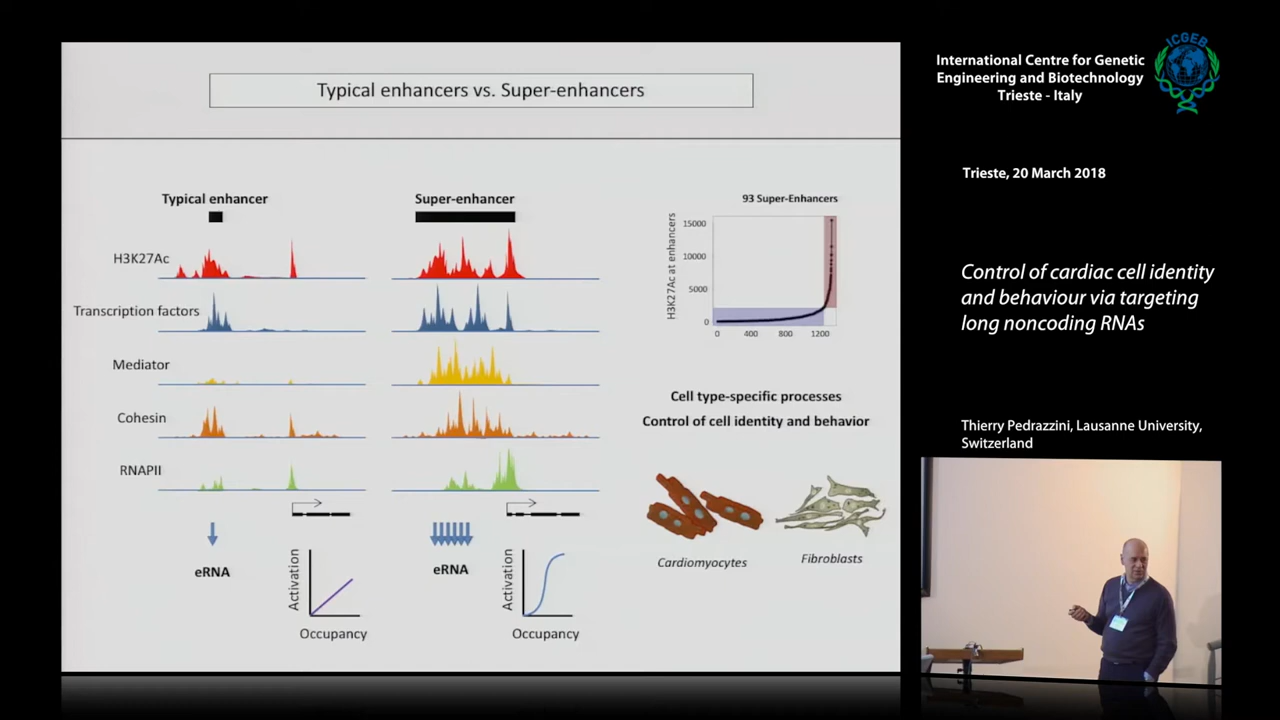 Typical enhancers vs. Super-enhancers
Typical enhancer
Super-enhancer
H3K27Ac
Transcription factors
Mediator
Cohesin
RNAPII
eRNA
eRNA
Activation
Occupancy
Activation
Occupancy
93 Super-Enhancers
H3K27Ac at enhancers
15000
10000
5000
0
0 400 800 1200
Cell type-specific processes
Control of cell identity and behavior
Cardiomyocytes
Fibroblasts
International Centre for Genetic
Engineering and Biotechnology
Trieste - Italy
ICGEB
Trieste, 20 March 2018
Control of cardiac cell identity
and behaviour via targeting
long noncoding RNAs
Thierry Pedrazzini, Lausanne University,
Switzerland